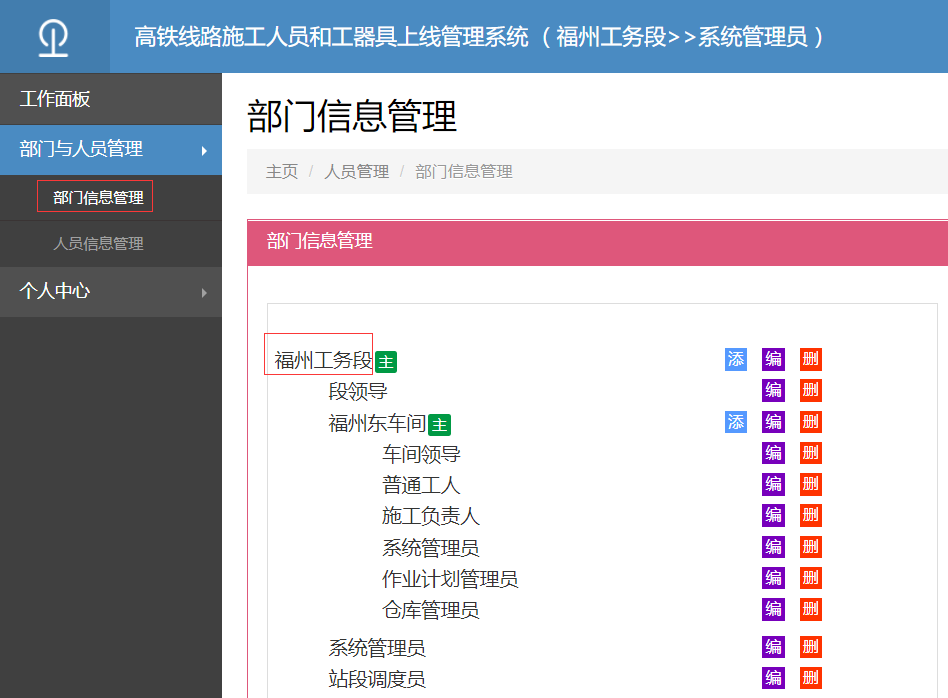 高铁线路施工人员和工器具上线管理系统（福州工务段>>系统管理员）
工作面板
部门与人员管理
部门信息管理
人员信息管理
个人中心
部门信息管理
主页 / 人员管理 / 部门信息管理
部门信息管理
福州工务段 主 添 编 删
段领导 编 删
福州东车间 主 添 编 删
车间领导 编 删
普通工人 编 删
施工负责人 编 删
系统管理员 编 删
作业计划管理员 编 删
仓库管理员 编 删
系统管理员 编 删
站段调度员 编 删